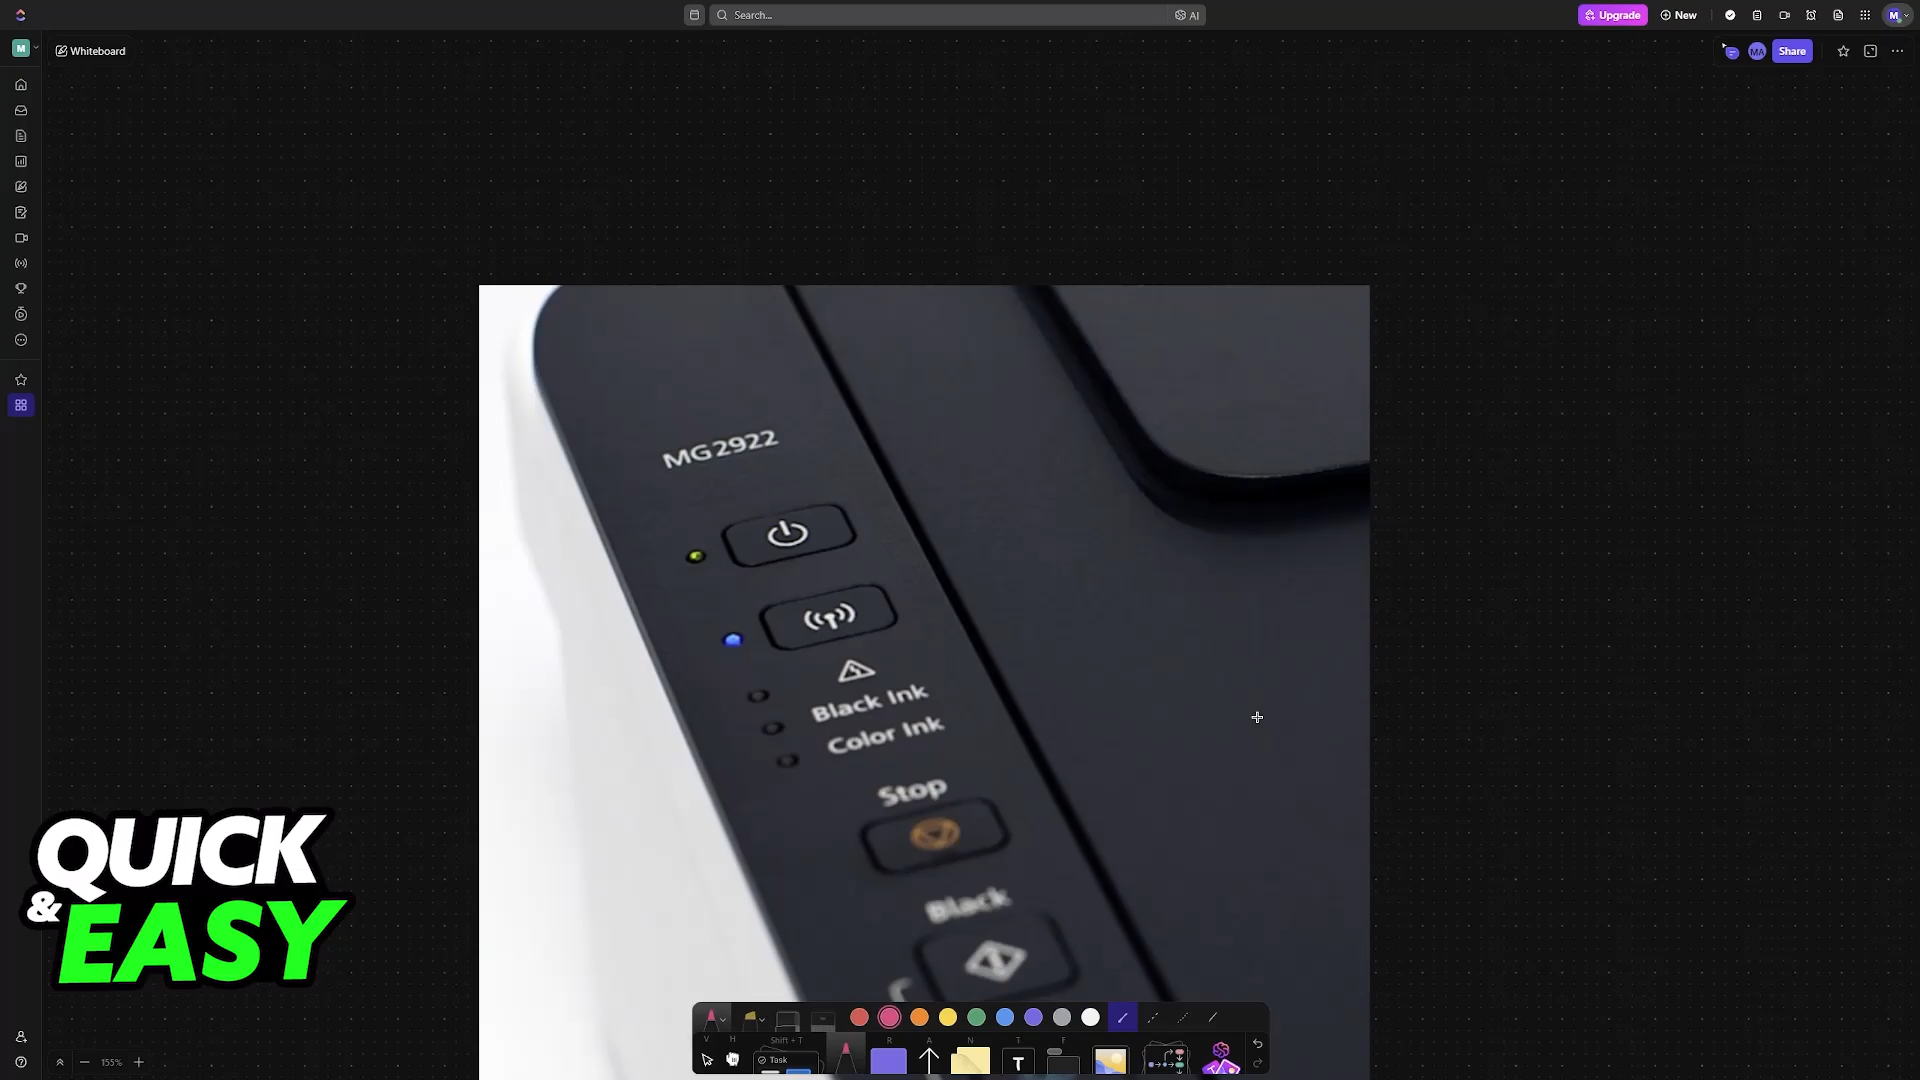 Search...
AI
Upgrade
New
M
M
Whiteboard
MA
Share
MG2922
Black Ink
Color Ink
Stop
Black
QUICK
& EASY
V
H
Shift + T
R
A
N
T
F
Task
T
155%